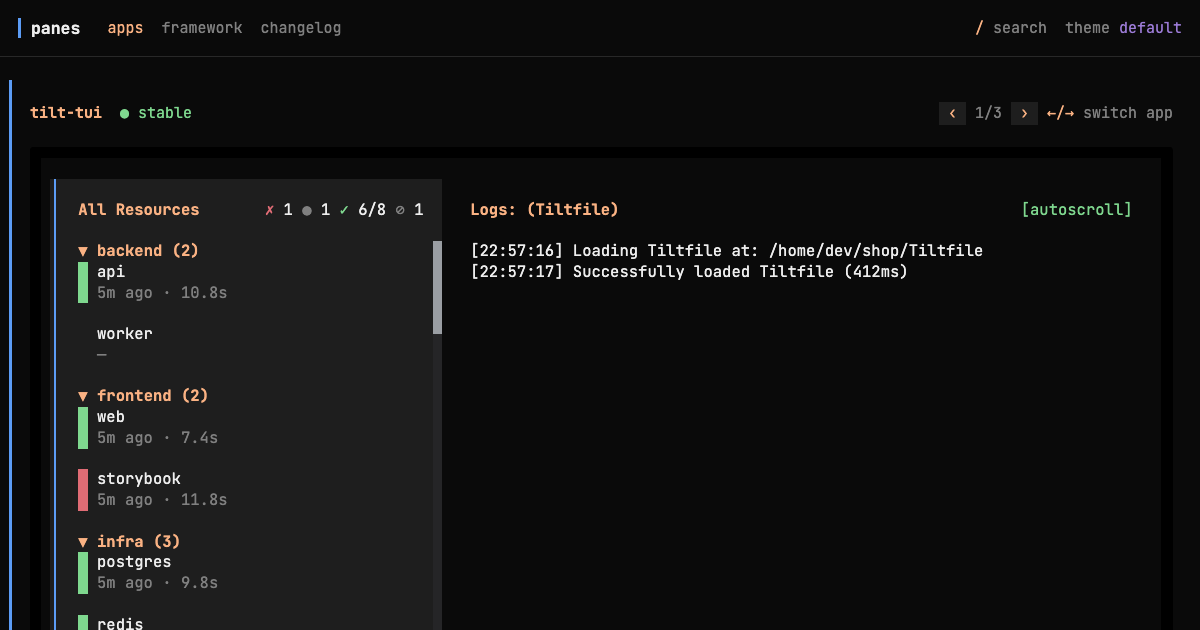 panes apps framework changelog / search theme default
tilt-tui ● stable ‹ 1/3 › ←/→ switch app
All Resources ✗ 1 ● 1 ✓ 6/8 ⊘ 1
▼ backend (2)
api
5m ago · 10.8s
worker
—
▼ frontend (2)
web
5m ago · 7.4s
storybook
5m ago · 11.8s
▼ infra (3)
postgres
5m ago · 9.8s
redis
Logs: (Tiltfile) [autoscroll]
[22:57:16] Loading Tiltfile at: /home/dev/shop/Tiltfile
[22:57:17] Successfully loaded Tiltfile (412ms)